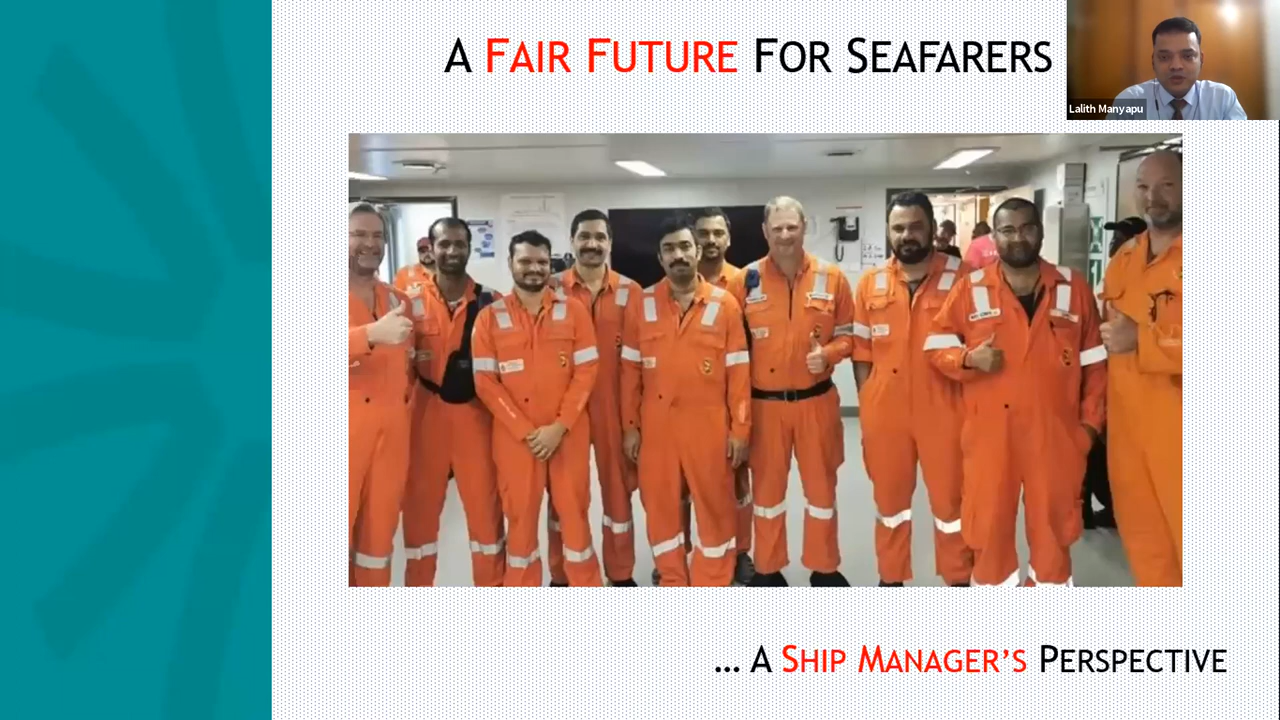 A FAIR FUTURE FOR SEAFARERS
Lalith Manyapu
... A SHIP MANAGER'S PERSPECTIVE